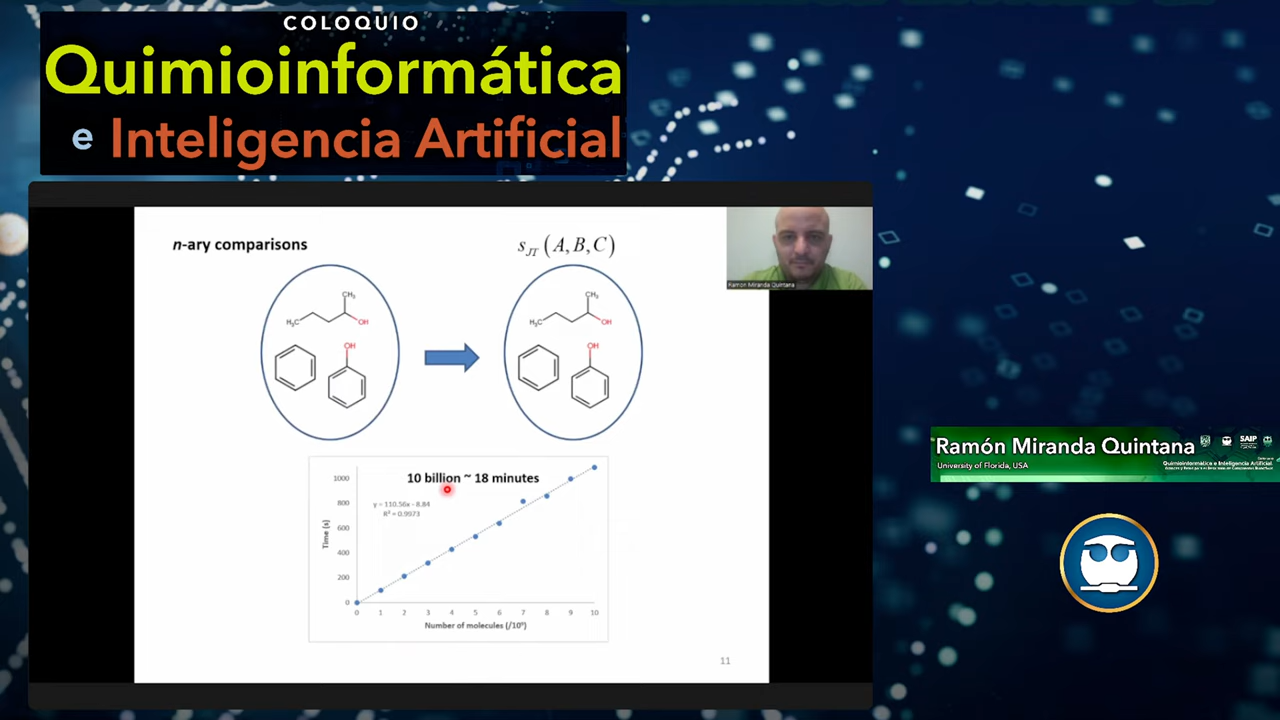 COLOQUIO
Quimioinformática
e Inteligencia Artificial
n-ary comparisons
s_JT (A, B, C)
CH₃
H₃C
OH
OH
CH₃
H₃C
OH
OH
Ramón Miranda Quintana
10 billion ~ 18 minutes
y = 110.56x - 8.84
R² = 0.9973
Time (s)
1000
800
600
400
200
0
0 1 2 3 4 5 6 7 8 9 10
Number of molecules (/10⁹)
11
Ramón Miranda Quintana
University of Florida, USA
SAIP
Quimioinformática e Inteligencia Artificial